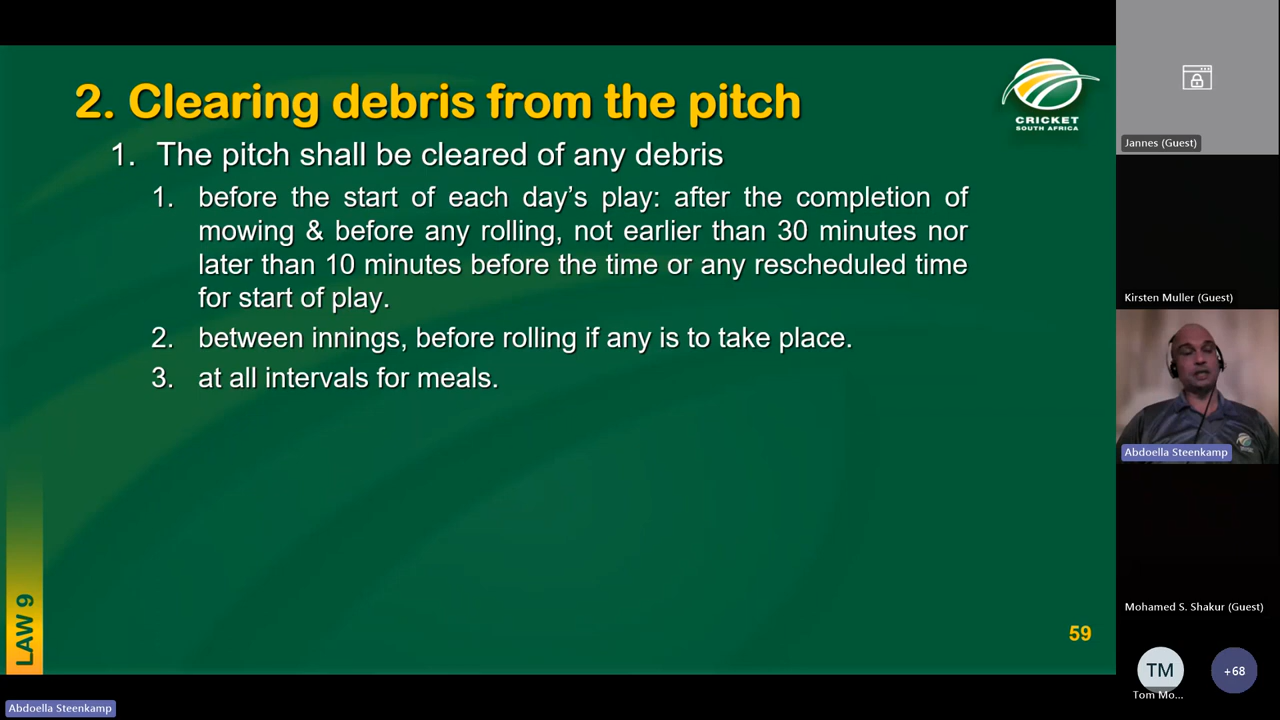 2. Clearing debris from the pitch
CRICKET
SOUTH AFRICA
1. The pitch shall be cleared of any debris
1. before the start of each day's play: after the completion of
mowing & before any rolling, not earlier than 30 minutes nor
later than 10 minutes before the time or any rescheduled time
for start of play.
2. between innings, before rolling if any is to take place.
3. at all intervals for meals.
LAW 9
59
Abdoella Steenkamp
Jannes (Guest)
Kirsten Muller (Guest)
Abdoella Steenkamp
Mohamed S. Shakur (Guest)
TM
+68
Tom Mo...